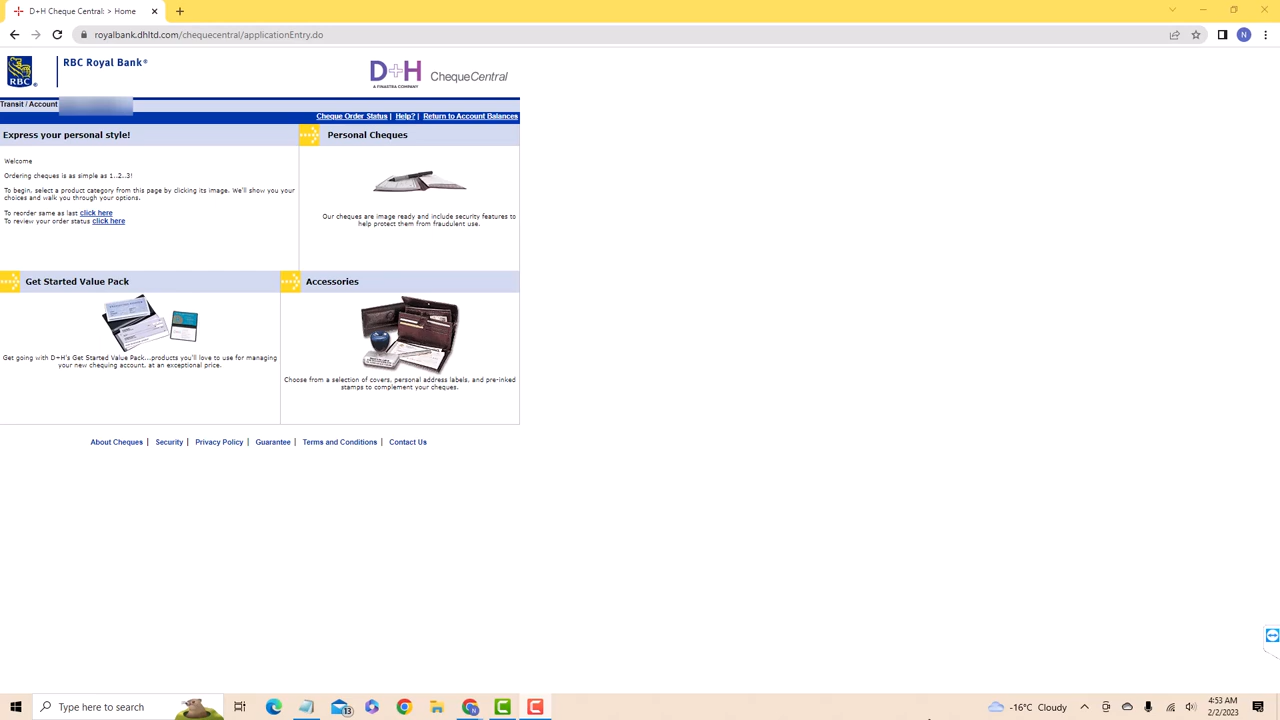 D+H Cheque Central: > Home
royalbank.dhltd.com/chequecentral/applicationEntry.do
N
RBC
RBC Royal Bank®
D+H
A FINASTRA COMPANY
ChequeCentral
Transit / Account
Cheque Order Status | Help? | Return to Account Balances
Express your personal style!
Personal Cheques
Welcome
Ordering cheques is as simple as 1..2..3!
To begin, select a product category from this page by clicking its image. We'll show you your
choices and walk you through your options.
To reorder same as last click here
To review your order status click here
Our cheques are image ready and include security features to
help protect them from fraudulent use.
Get Started Value Pack
Accessories
Get going with D+H's Get Started Value Pack...products you'll love to use for managing
your new chequing account, at an exceptional price.
Choose from a selection of covers, personal address labels, and pre-inked
stamps to complement your cheques.
About Cheques | Security | Privacy Policy | Guarantee | Terms and Conditions | Contact Us
Type here to search
13
N
-16°C Cloudy
4:53 AM
2/2/2023